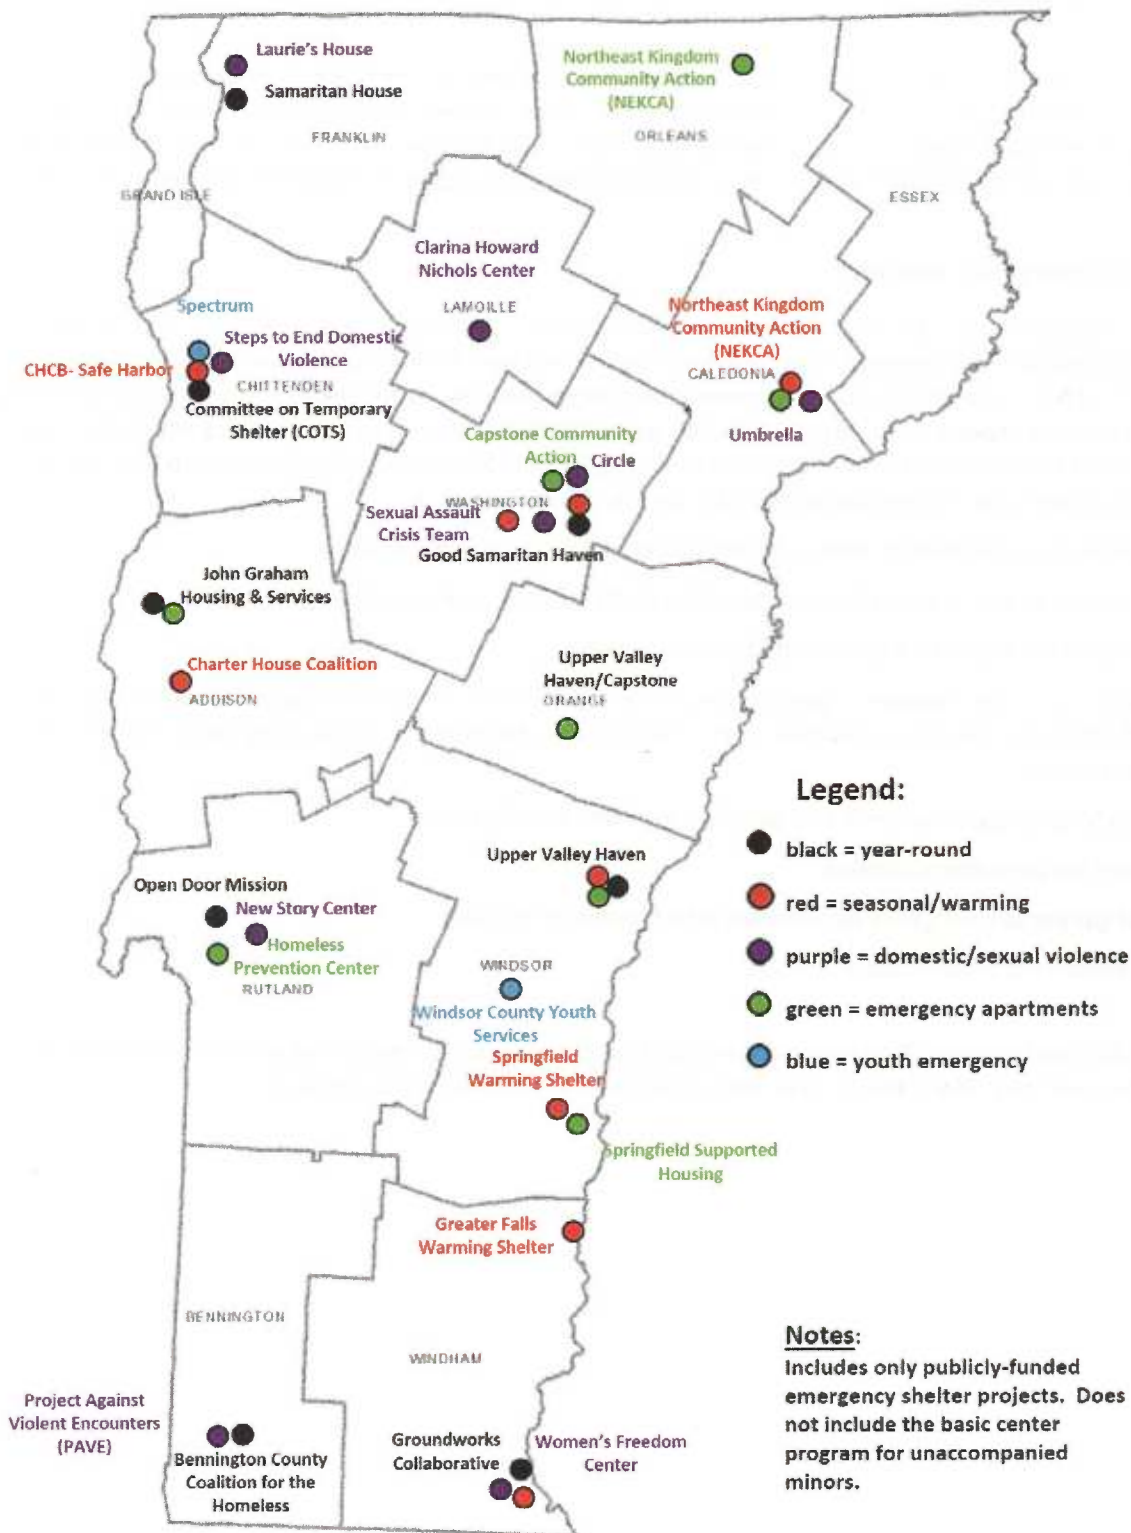 Laurie's House
Samaritan House
FRANKLIN
Northeast Kingdom
Community Action
(NEKCA)
ORLEANS
GRAND ISLE
ESSEX
Clarina Howard
Nichols Center
LAMOILLE
Spectrum
Steps to End Domestic
Violence
CHCB- Safe Harbor
CHITTENDEN
Committee on Temporary
Shelter (COTS)
Northeast Kingdom
Community Action
(NEKCA)
CALEDONIA
Umbrella
Capstone Community
Action
Circle
WASHINGTON
Sexual Assault
Crisis Team
Good Samaritan Haven
John Graham
Housing & Services
Charter House Coalition
ADDISON
Upper Valley
Haven/Capstone
ORANGE
Legend:
black = year-round
red = seasonal/warming
purple = domestic/sexual violence
green = emergency apartments
blue = youth emergency
Upper Valley Haven
Open Door Mission
New Story Center
Homeless
Prevention Center
RUTLAND
WINDSOR
Windsor County Youth
Services
Springfield
Warming Shelter
Springfield Supported
Housing
Greater Falls
Warming Shelter
BENNINGTON
WINDHAM
Project Against
Violent Encounters
(PAVE)
Bennington County
Coalition for the
Homeless
Groundworks
Collaborative
Women's Freedom
Center
Notes:
Includes only publicly-funded
emergency shelter projects. Does
not include the basic center
program for unaccompanied
minors.